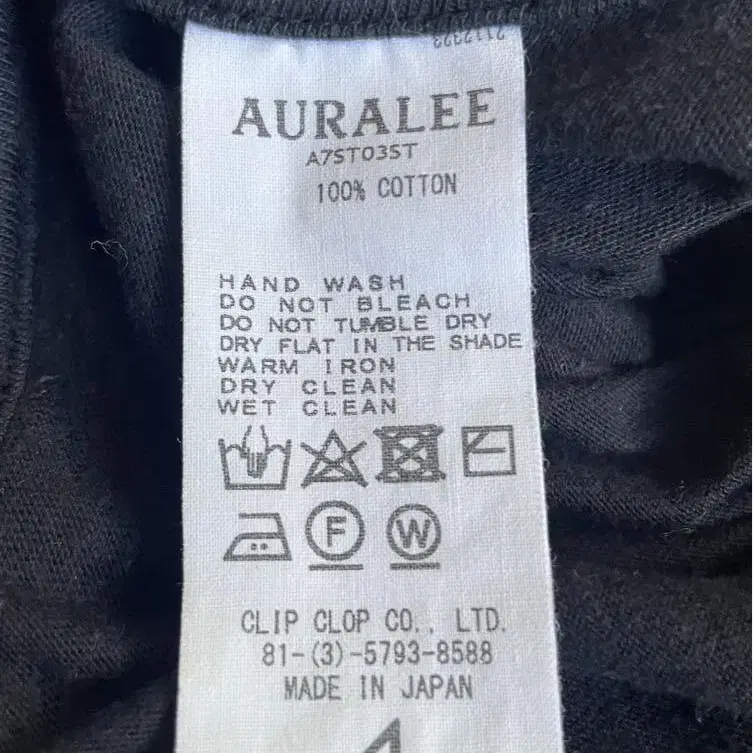 2112323
AURALEE
A7ST03ST
100% COTTON
HAND WASH
DO NOT BLEACH
DO NOT TUMBLE DRY
DRY FLAT IN THE SHADE
WARM IRON
DRY CLEAN
WET CLEAN
F W
CLIP CLOP CO., LTD.
81-(3)-5793-8588
MADE IN JAPAN